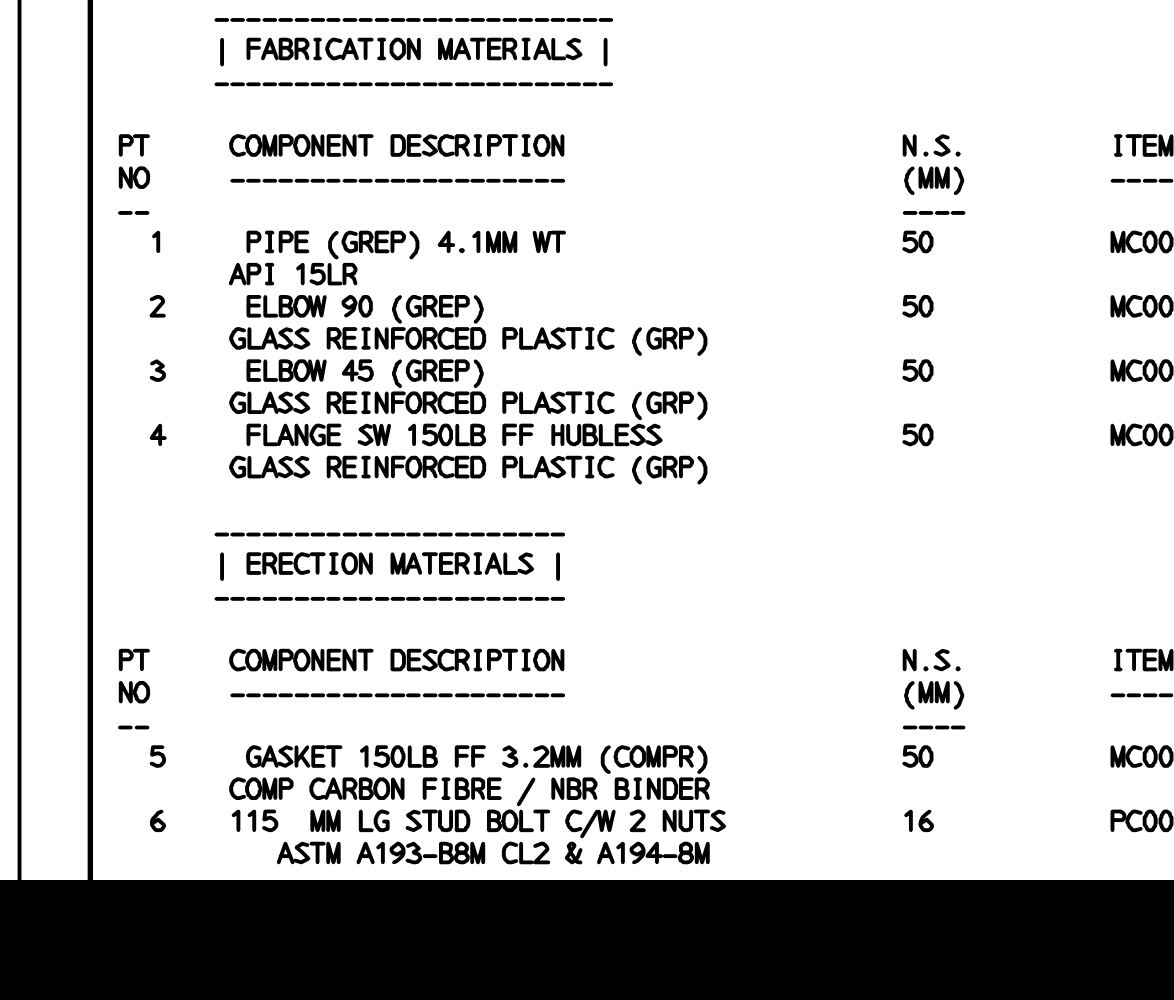 -------------------------
| FABRICATION MATERIALS |
-------------------------
PT COMPONENT DESCRIPTION N.S. ITEM
NO --------------------- (MM) ----
-- ----
1 PIPE (GREP) 4.1MM WT 50 MC00
API 15LR
2 ELBOW 90 (GREP) 50 MC00
GLASS REINFORCED PLASTIC (GRP)
3 ELBOW 45 (GREP) 50 MC00
GLASS REINFORCED PLASTIC (GRP)
4 FLANGE SW 150LB FF HUBLESS 50 MC00
GLASS REINFORCED PLASTIC (GRP)
----------------------
| ERECTION MATERIALS |
----------------------
PT COMPONENT DESCRIPTION N.S. ITEM
NO --------------------- (MM) ----
-- ----
5 GASKET 150LB FF 3.2MM (COMPR) 50 MC00
COMP CARBON FIBRE / NBR BINDER
6 115 MM LG STUD BOLT C/W 2 NUTS 16 PC00
ASTM A193-B8M CL2 & A194-8M